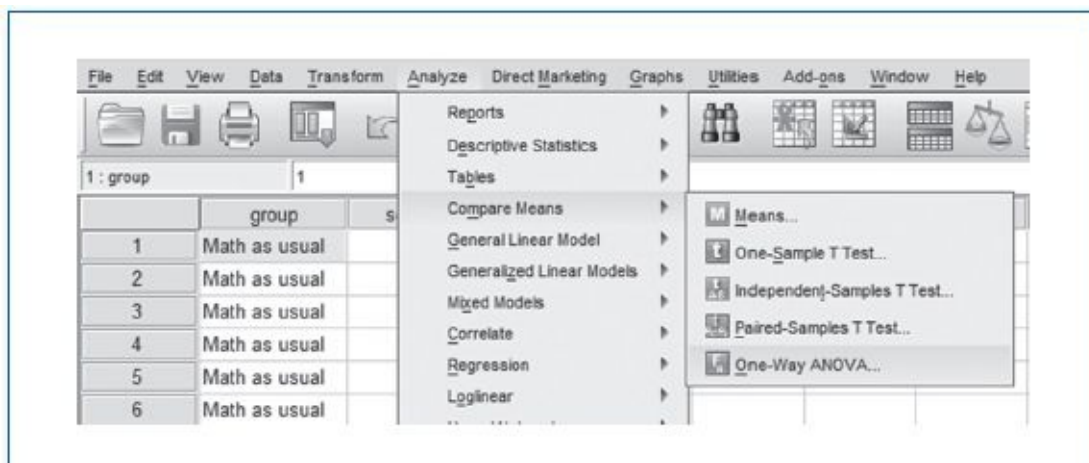 File Edit View Data Transform Analyze Direct Marketing Graphs Utilities Add-ons Window Help
Reports
Descriptive Statistics
1 : group 1
Tables
group
Compare Means
Means...
1 Math as usual
General Linear Model
One-Sample T Test...
2 Math as usual
Generalized Linear Models
Independent-Samples T Test...
3 Math as usual
Mixed Models
4 Math as usual
Correlate
Paired-Samples T Test...
5 Math as usual
Regression
One-Way ANOVA...
6 Math as usual
Loglinear